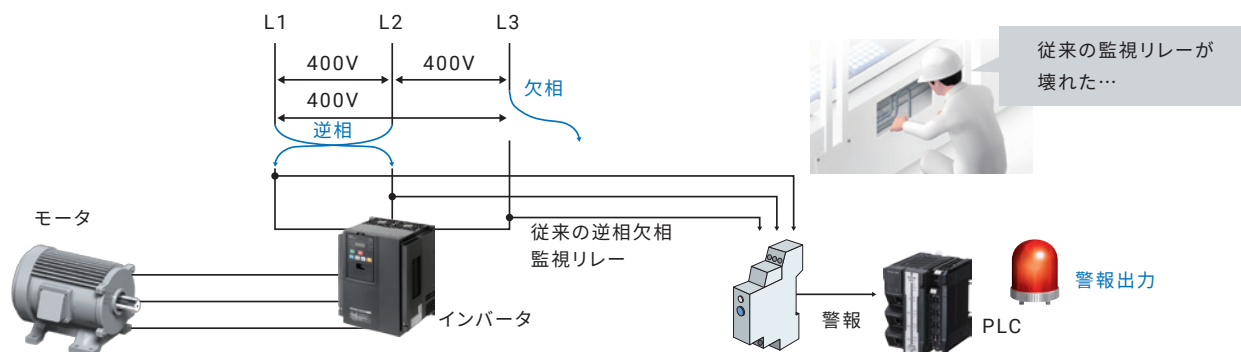 L1
L2
L3
400V
400V
400V
欠相
逆相
従来の監視リレーが
壊れた…
モータ
インバータ
従来の逆相欠相
監視リレー
警報
PLC
警報出力